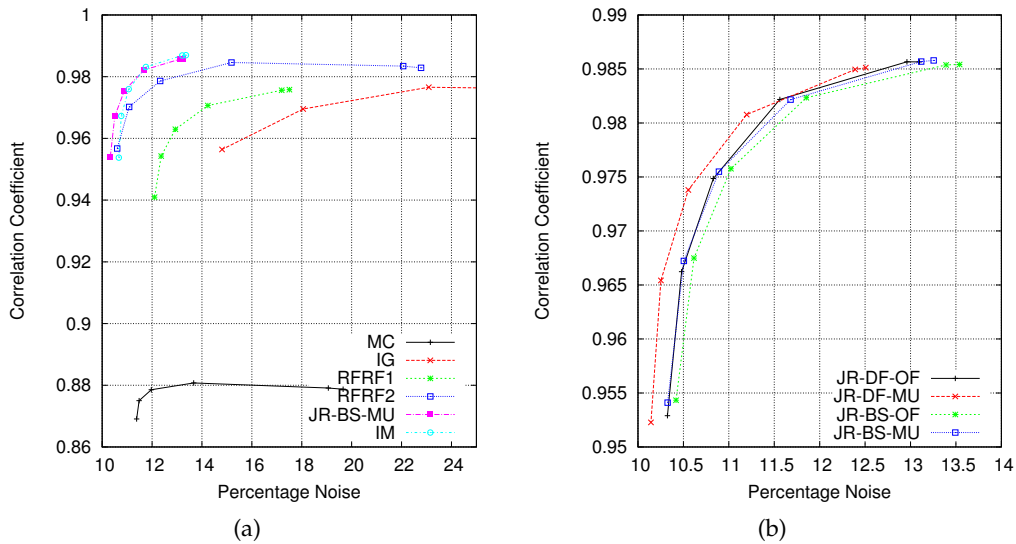 1
0.98
0.96
0.94
0.92
0.9
0.88
0.86
Correlation Coefficient
10 12 14 16 18 20 22 24
Percentage Noise
MC
IG
RFRF1
RFRF2
JR-BS-MU
IM
(a)
0.99
0.985
0.98
0.975
0.97
0.965
0.96
0.955
0.95
Correlation Coefficient
10 10.5 11 11.5 12 12.5 13 13.5 14
Percentage Noise
JR-DF-OF
JR-DF-MU
JR-BS-OF
JR-BS-MU
(b)